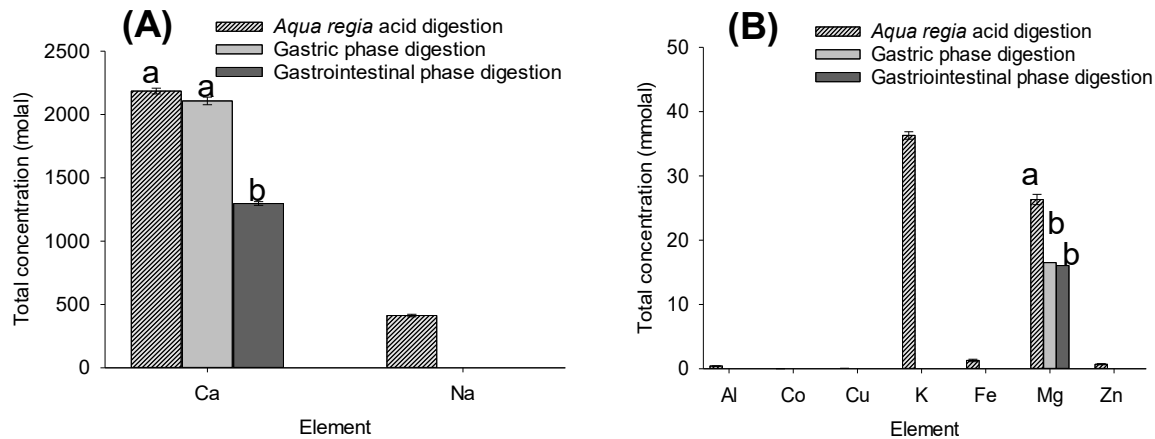 (A)
Aqua regia acid digestion
Gastric phase digestion
Gastrointestinal phase digestion
Total concentration (molal)
2500
2000
1500
1000
500
0
a
a
b
Ca
Na
Element
(B)
Aqua regia acid digestion
Gastric phase digestion
Gastriointestinal phase digestion
Total concentration (mmolal)
50
40
30
20
10
0
a
b
b
Al
Co
Cu
K
Fe
Mg
Zn
Element